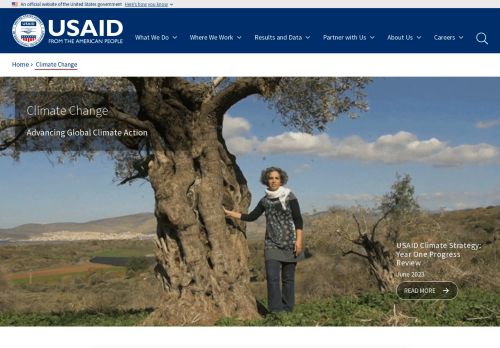 An official website of the United States government Here's how you know
USAID
FROM THE AMERICAN PEOPLE
What We Do
Where We Work
Results and Data
Partner with Us
About Us
Careers
Home › Climate Change
Climate Change
Advancing Global Climate Action
USAID Climate Strategy:
Year One Progress
Review
June 2023
READ MORE →